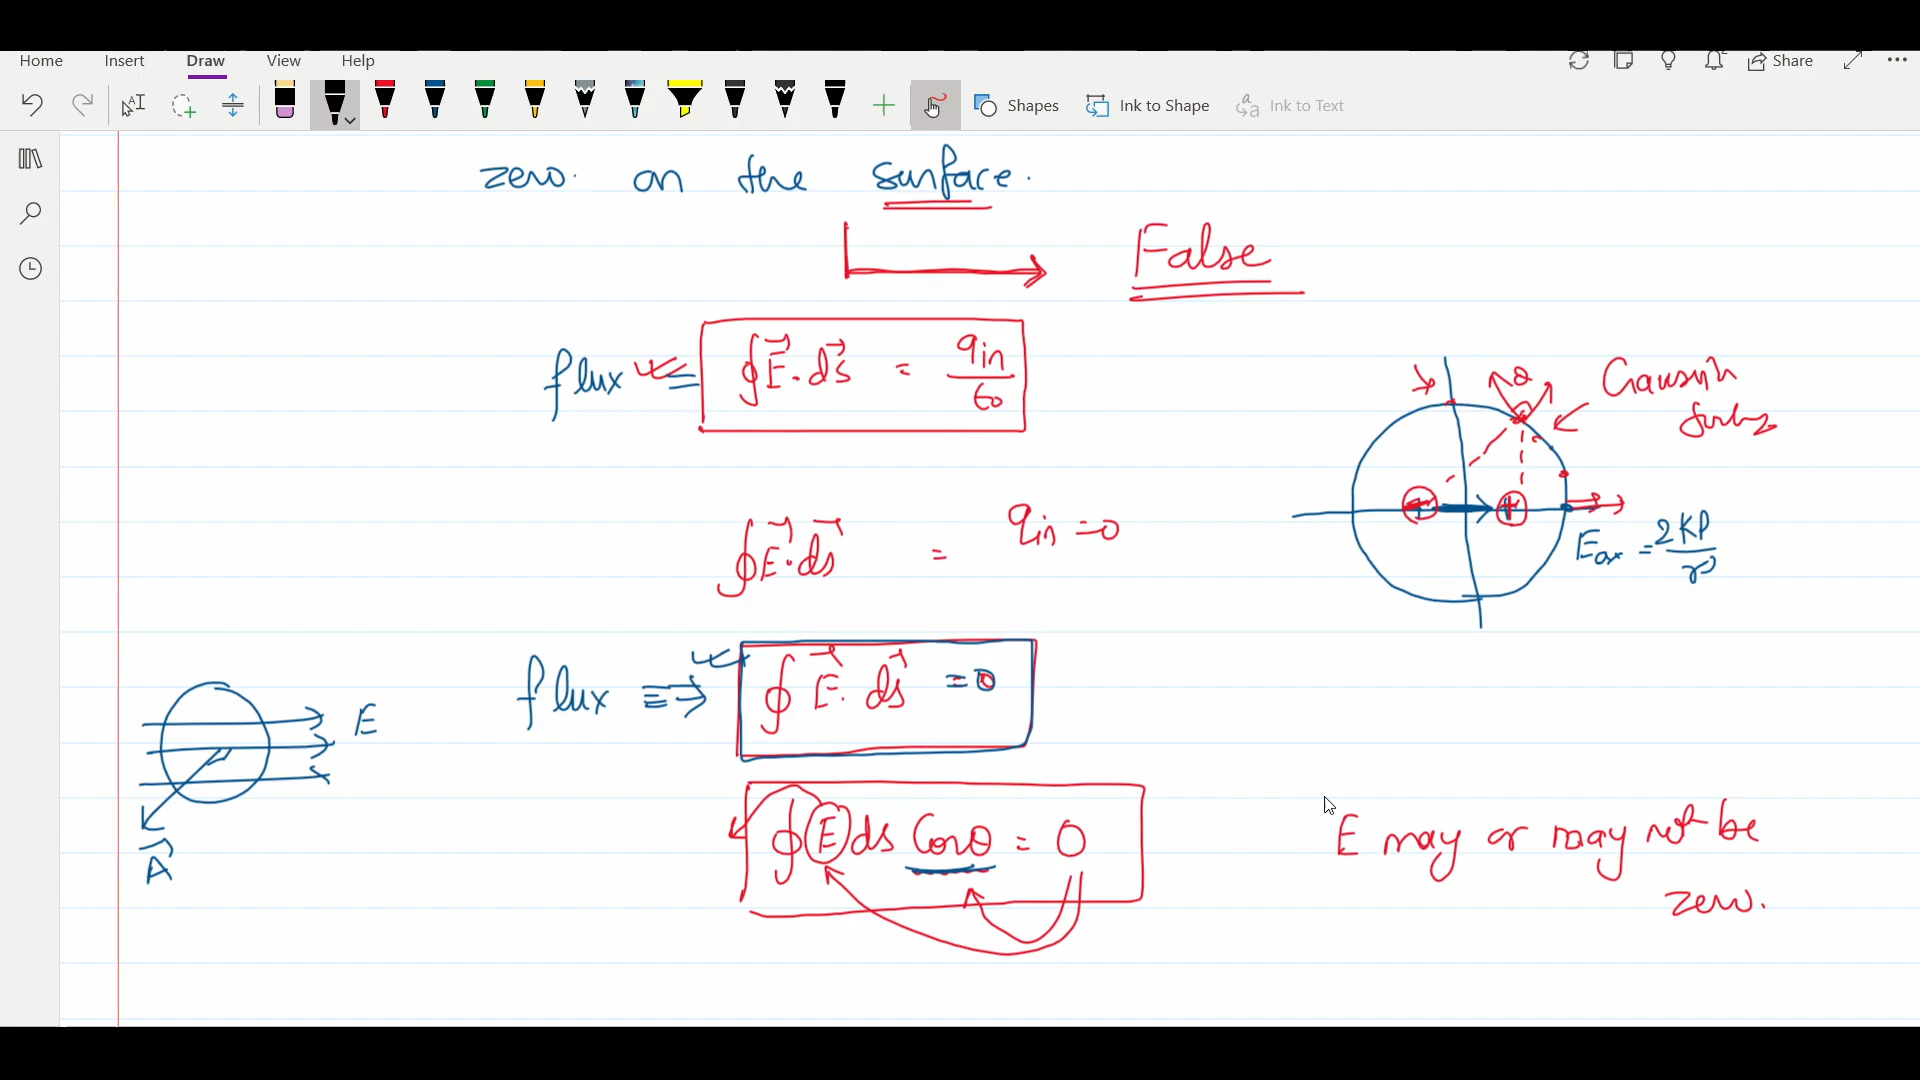 Home Insert Draw View Help
Share
Shapes Ink to Shape Ink to Text
zero. on the surface.
False
flux = ∮E⃗.ds⃗ = qin/ε0
Gaussian
∮E⃗.ds⃗ = qin = 0
Eax = 2KP/r³
flux ≡→ ∮E⃗.ds⃗ = 0
E
A⃗
∮E ds Cosθ = 0
E may or may not be
zero.